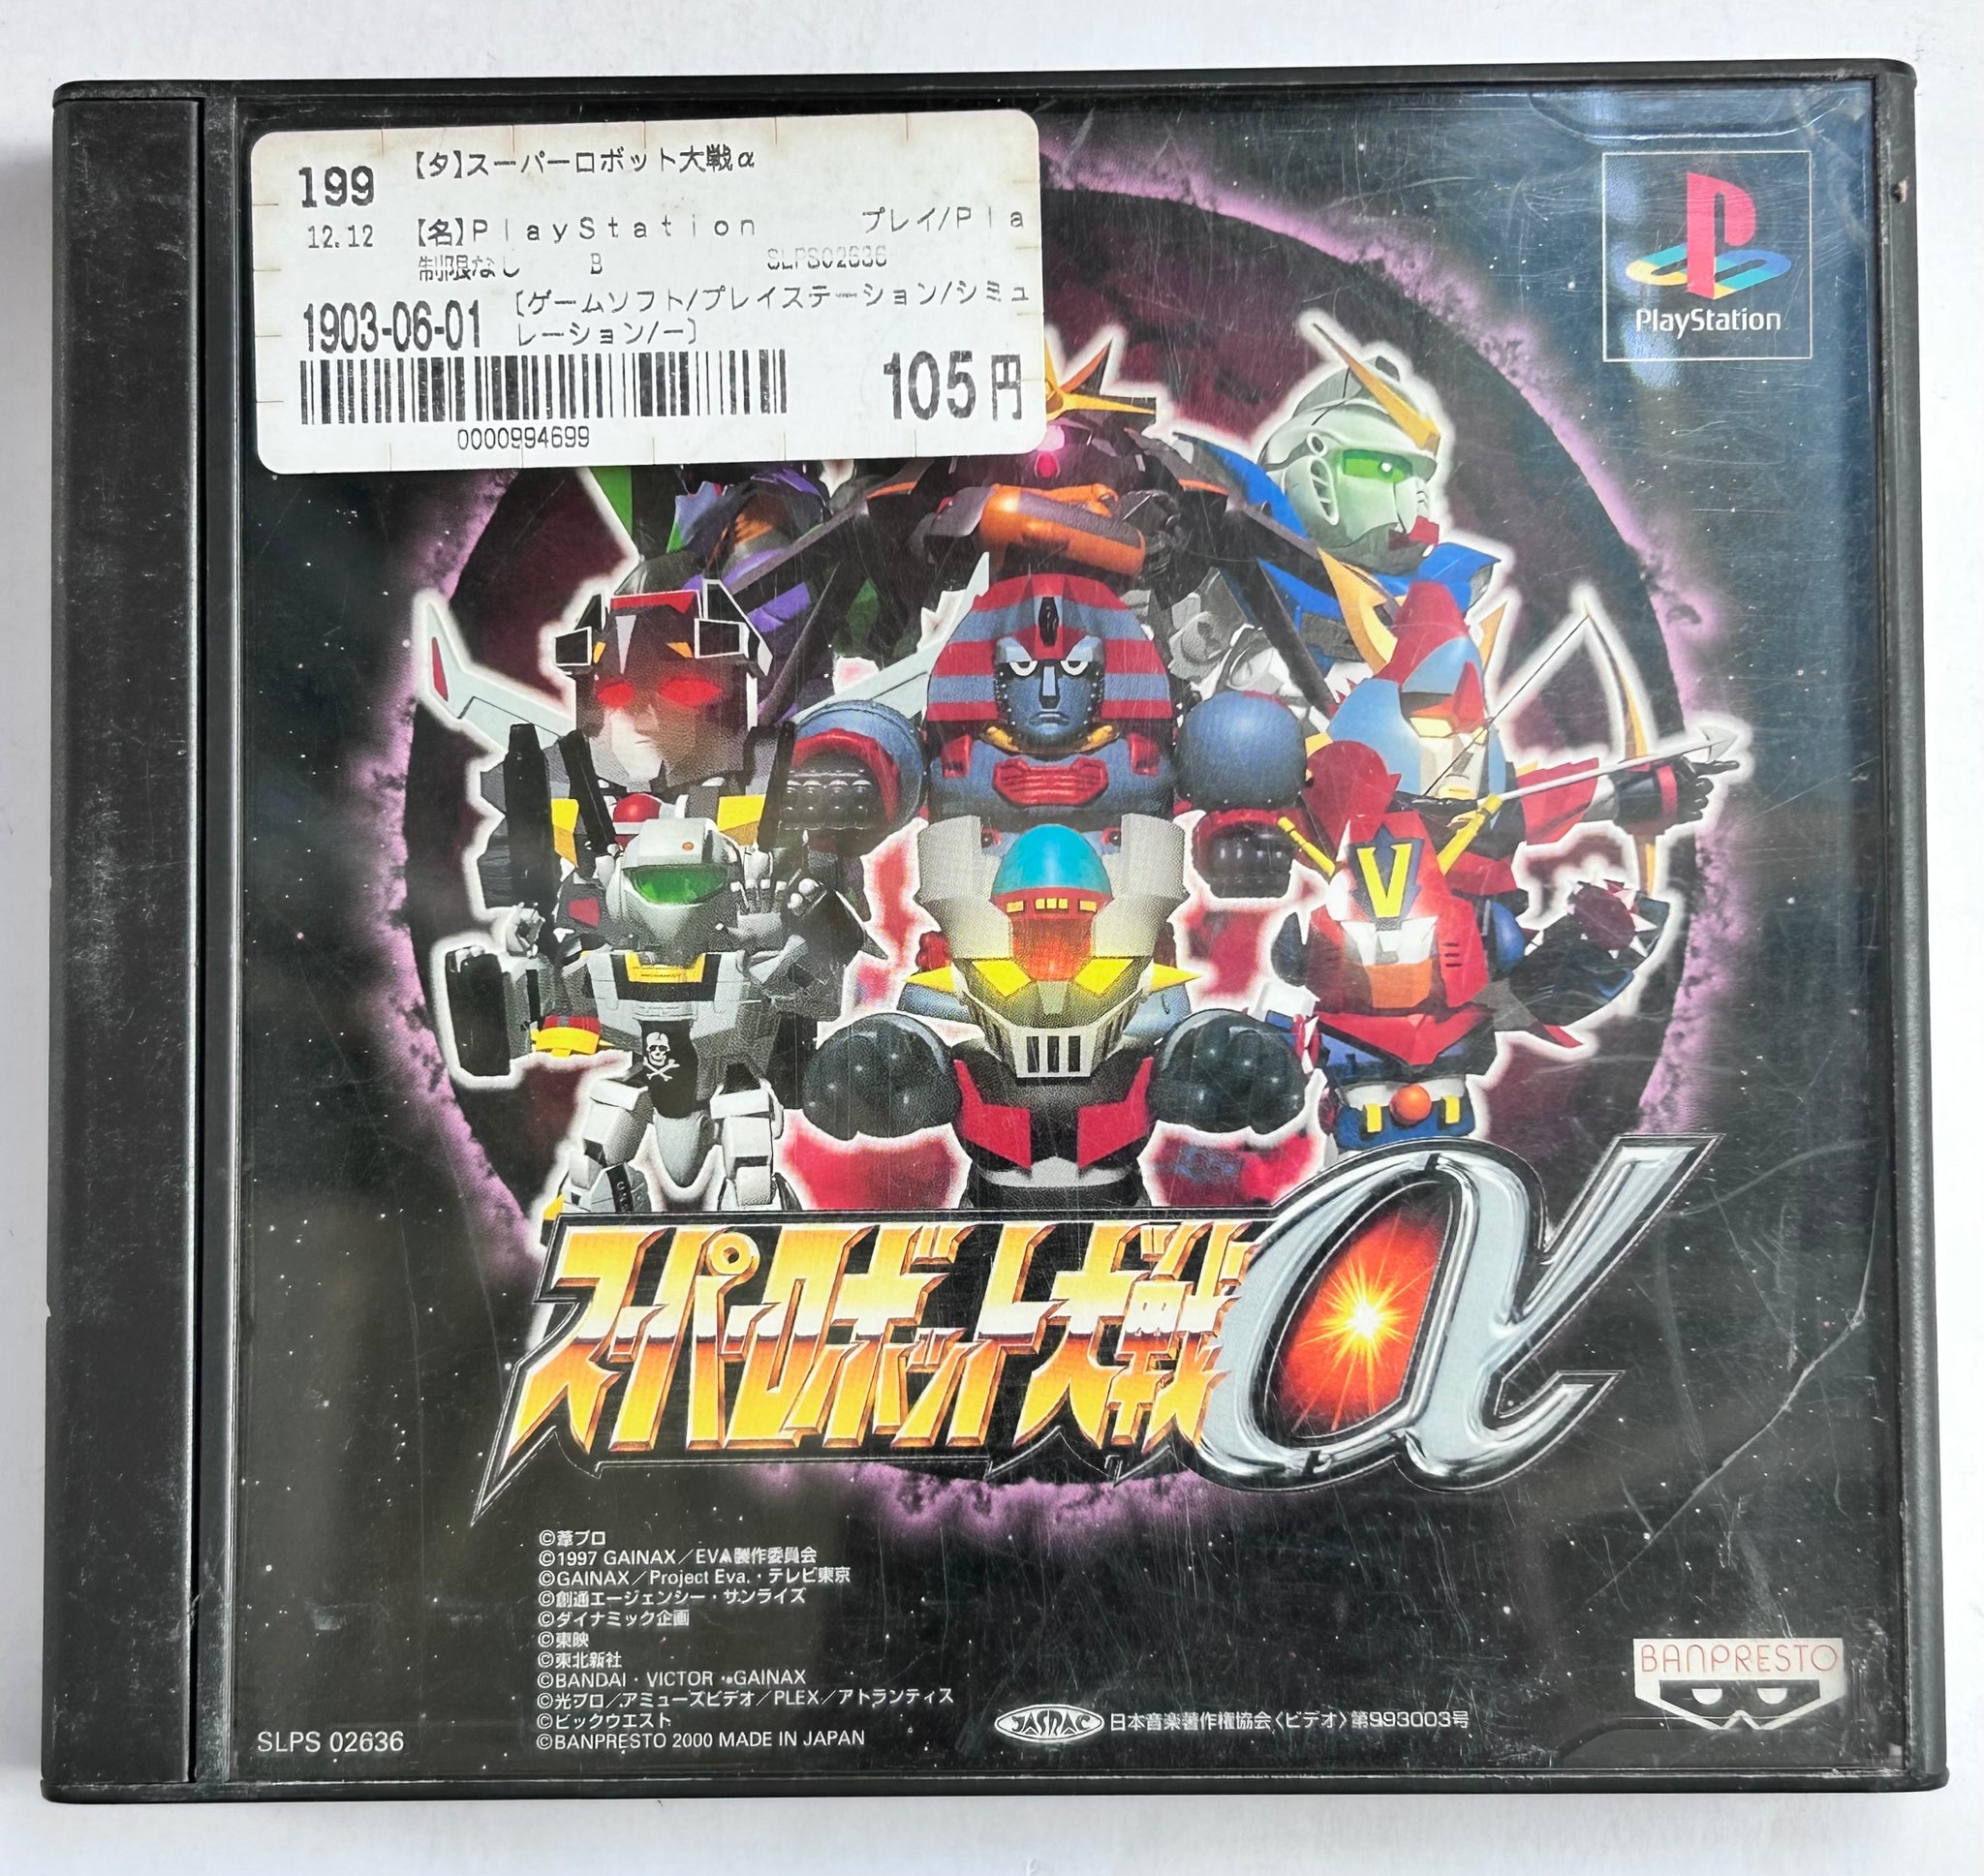 199
【タ】スーパーロボット大戦α
12.12
【名】PlayStation プレイ/Pla
制限なし B SLPS02636
1903-06-01
[ゲームソフト/プレイステーション/シミュ
レーション/ー]
105円
0000994699
PlayStation
V
スーパーロボット大戦α
©葦プロ
©1997 GAINAX／EVA製作委員会
©GAINAX／Project Eva.・テレビ東京
©創通エージェンシー・サンライズ
©ダイナミック企画
©東映
©東北新社
©BANDAI・VICTOR・GAINAX
©光プロ／アミューズビデオ／PLEX／アトランティス
©ビックウエスト
©BANPRESTO 2000 MADE IN JAPAN
SLPS 02636
JASRAC 日本音楽著作権協会〈ビデオ〉第993003号
BANPRESTO